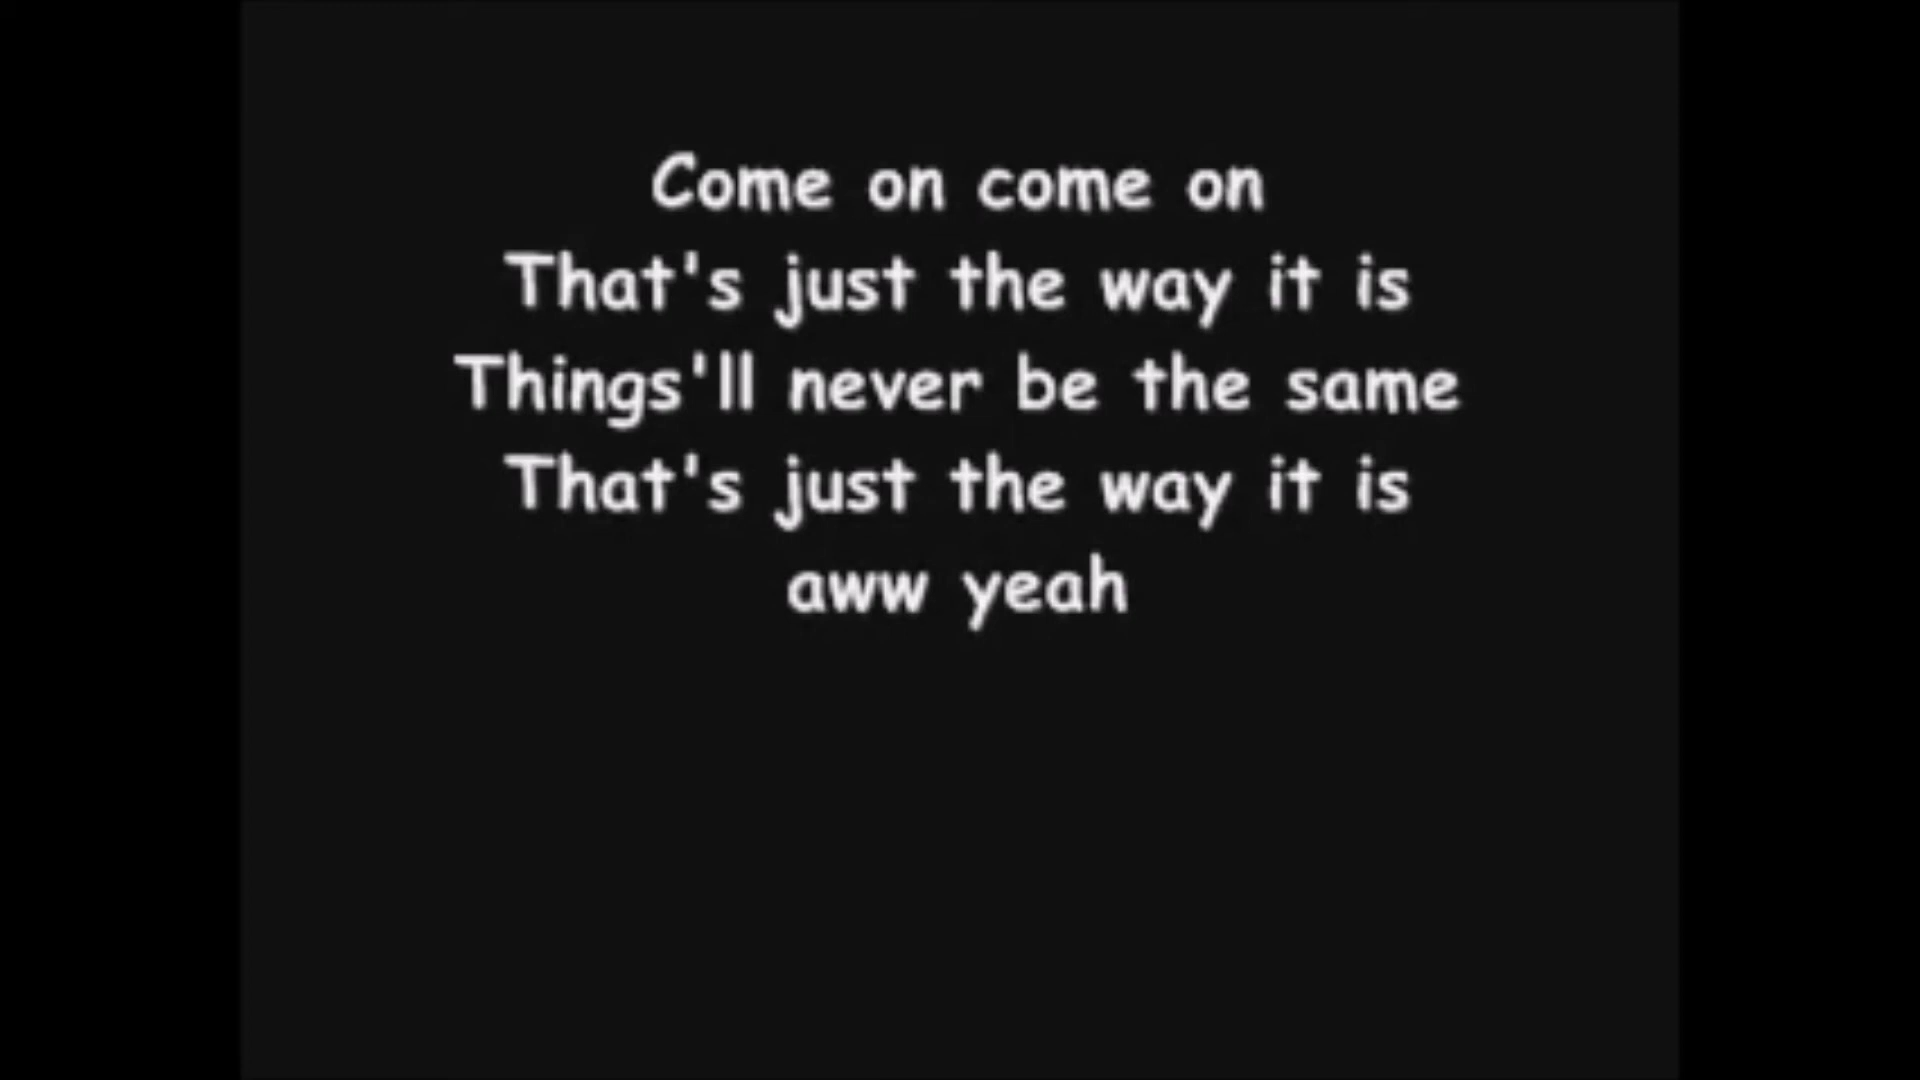 Come on come on
That's just the way it is
Things'll never be the same
That's just the way it is
aww yeah